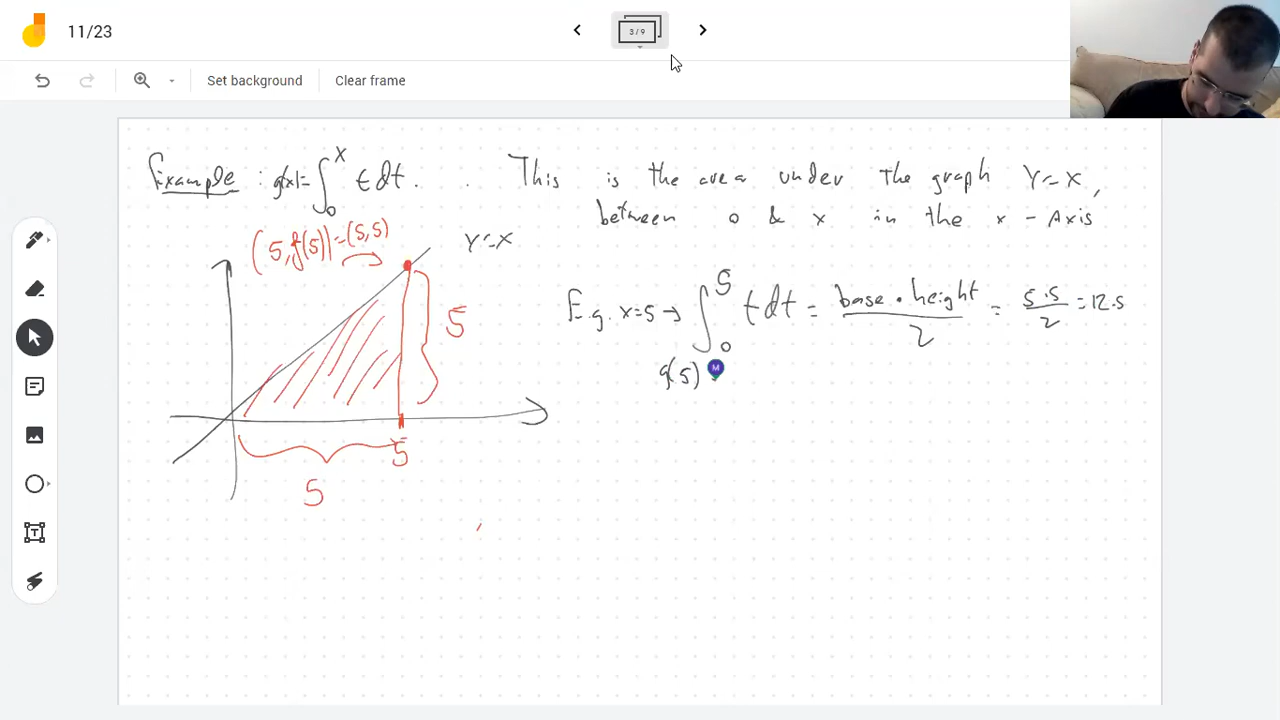 11/23
3 / 9
Set background
Clear frame
Example : g(x)= ∫₀ˣ t dt. . This is the area under the graph Y=X,
between 0 & x in the x - Axis
(5, f(5))=(5,5)
Y=X
E.g. x=5 → ∫₀⁵ t dt = base · height / 2 = 5·5 / 2 = 12.5
5
g(5)
M
5
5